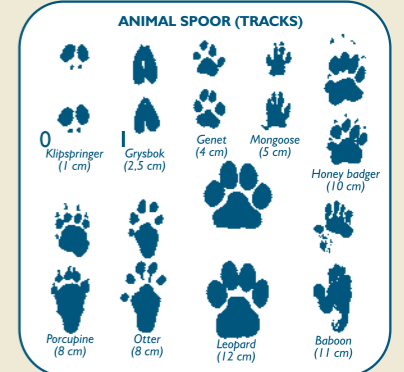 ANIMAL SPOOR (TRACKS)
0
1
Klipspringer
(1 cm)
Grysbok
(2,5 cm)
Genet
(4 cm)
Mongoose
(5 cm)
Honey badger
(10 cm)
Porcupine
(8 cm)
Otter
(8 cm)
Leopard
(12 cm)
Baboon
(11 cm)